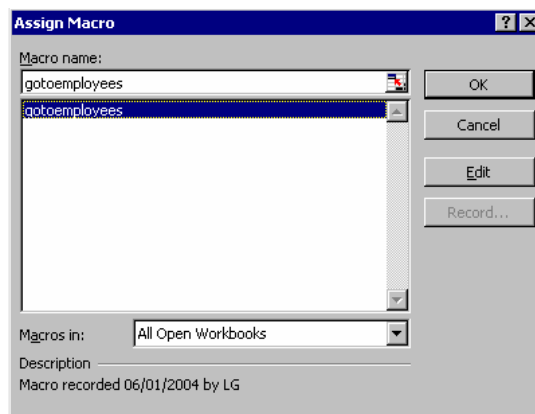 Assign Macro
Macro name:
gotoemployees
gotoemployees
OK
Cancel
Edit
Record...
Macros in:
All Open Workbooks
Description
Macro recorded 06/01/2004 by LG